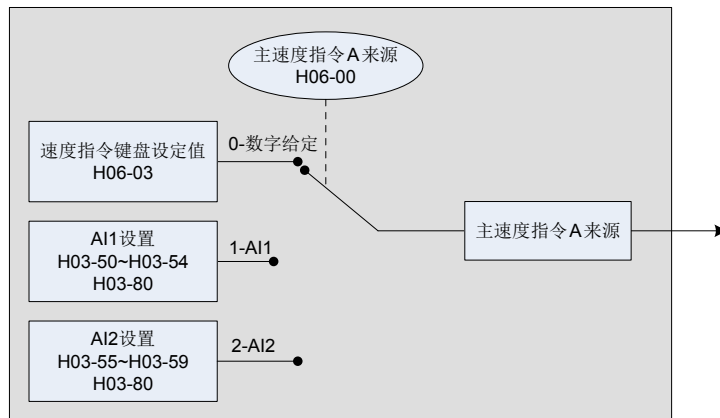 主速度指令A来源
H06-00
速度指令键盘设定值
H06-03
0-数字给定
AI1设置
H03-50~H03-54
H03-80
1-AI1
主速度指令A来源
AI2设置
H03-55~H03-59
H03-80
2-AI2